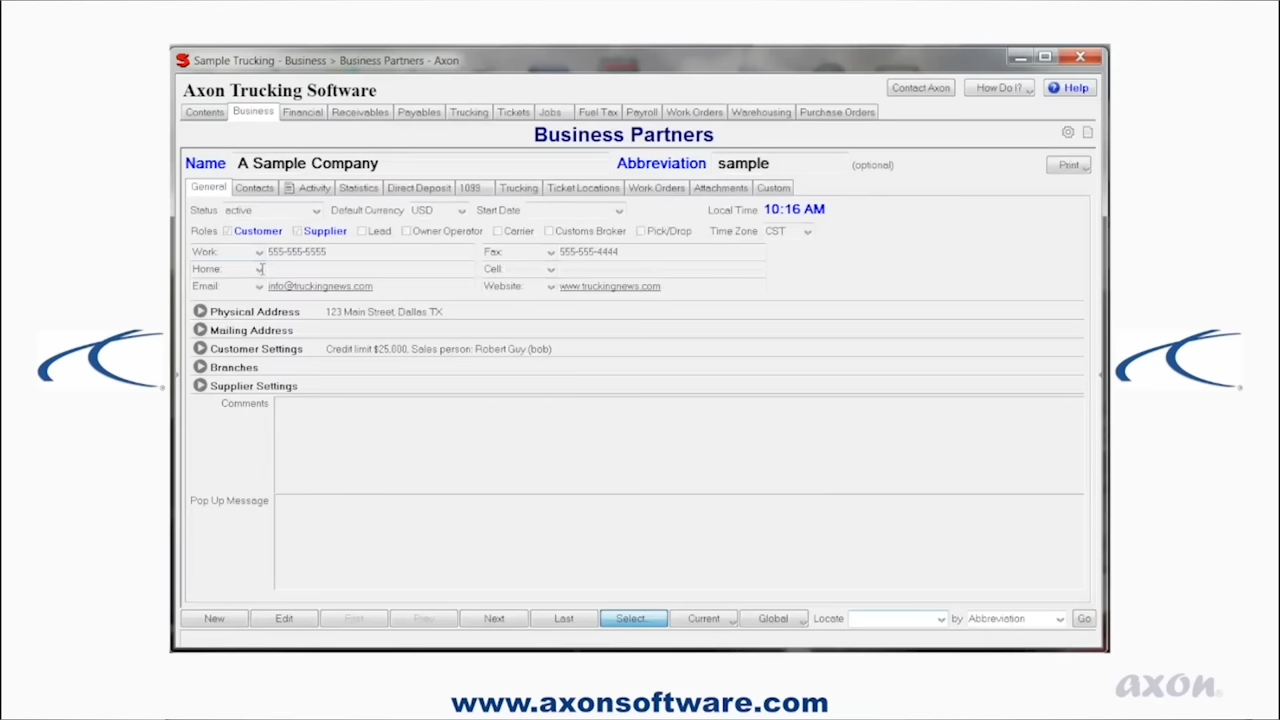 Sample Trucking - Business > Business Partners - Axon
Axon Trucking Software
Contact Axon How Do I? Help
Contents Business Financial Receivables Payables Trucking Tickets Jobs Fuel Tax Payroll Work Orders Warehousing Purchase Orders
Business Partners
Name A Sample Company Abbreviation sample (optional) Print
General Contacts Activity Statistics Direct Deposit 1099 Trucking Ticket Locations Work Orders Attachments Custom
Status active Default Currency USD Start Date Local Time 10:16 AM
Roles Customer Supplier Lead Owner Operator Carrier Customs Broker Pick/Drop Time Zone CST
Work: 555-555-5555 Fax: 555-555-4444
Home: Cell:
Email: info@truckingnews.com Website: www.truckingnews.com
Physical Address 123 Main Street, Dallas TX
Mailing Address
Customer Settings Credit limit $25,000, Sales person: Robert Guy (bob)
Branches
Supplier Settings
Comments
Pop Up Message
New Edit First Prev Next Last Select... Current Global Locate by Abbreviation Go
axon®
www.axonsoftware.com